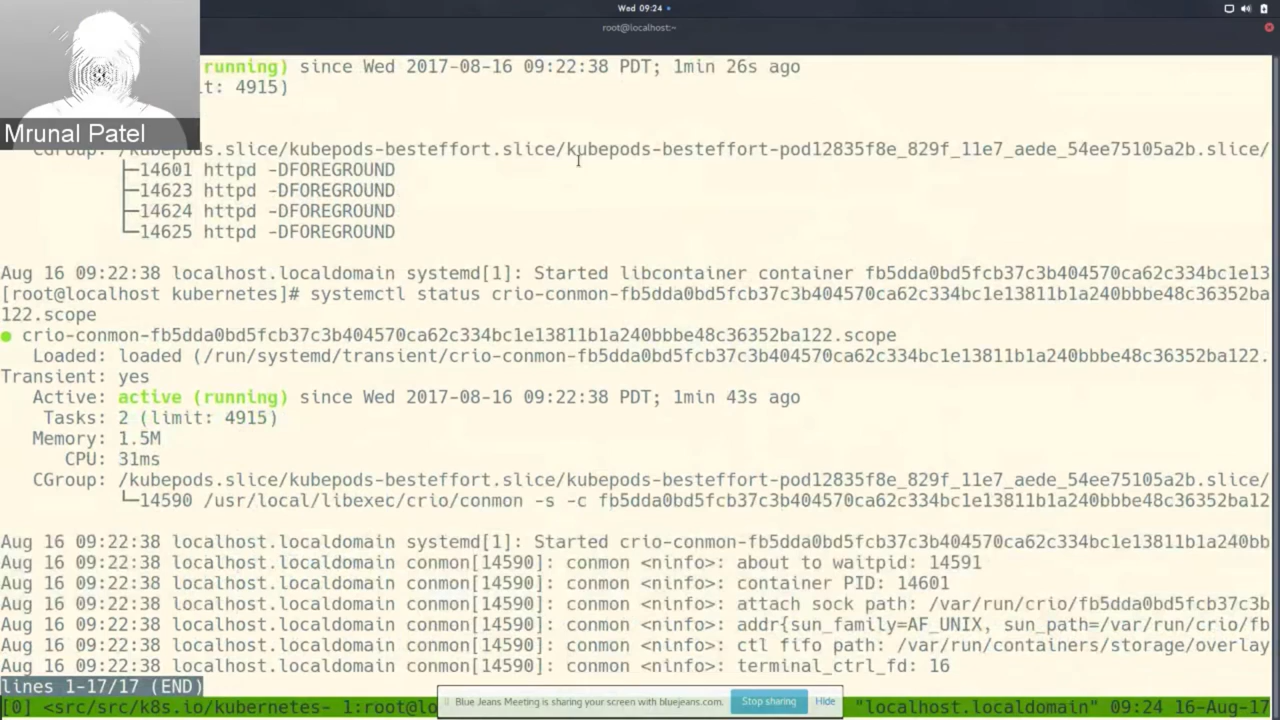 Wed 09:24
root@localhost:~
Mrunal Patel
running) since Wed 2017-08-16 09:22:38 PDT; 1min 26s ago
it: 4915)
CGroup: /kubepods.slice/kubepods-besteffort.slice/kubepods-besteffort-pod12835f8e_829f_11e7_aede_54ee75105a2b.slice/
├─14601 httpd -DFOREGROUND
├─14623 httpd -DFOREGROUND
├─14624 httpd -DFOREGROUND
└─14625 httpd -DFOREGROUND
Aug 16 09:22:38 localhost.localdomain systemd[1]: Started libcontainer container fb5dda0bd5fcb37c3b404570ca62c334bc1e13
[root@localhost kubernetes]# systemctl status crio-conmon-fb5dda0bd5fcb37c3b404570ca62c334bc1e13811b1a240bbbe48c36352ba
122.scope
● crio-conmon-fb5dda0bd5fcb37c3b404570ca62c334bc1e13811b1a240bbbe48c36352ba122.scope
Loaded: loaded (/run/systemd/transient/crio-conmon-fb5dda0bd5fcb37c3b404570ca62c334bc1e13811b1a240bbbe48c36352ba122.
Transient: yes
Active: active (running) since Wed 2017-08-16 09:22:38 PDT; 1min 43s ago
Tasks: 2 (limit: 4915)
Memory: 1.5M
CPU: 31ms
CGroup: /kubepods.slice/kubepods-besteffort.slice/kubepods-besteffort-pod12835f8e_829f_11e7_aede_54ee75105a2b.slice/
└─14590 /usr/local/libexec/crio/conmon -s -c fb5dda0bd5fcb37c3b404570ca62c334bc1e13811b1a240bbbe48c36352ba12
Aug 16 09:22:38 localhost.localdomain systemd[1]: Started crio-conmon-fb5dda0bd5fcb37c3b404570ca62c334bc1e13811b1a240bb
Aug 16 09:22:38 localhost.localdomain conmon[14590]: conmon <ninfo>: about to waitpid: 14591
Aug 16 09:22:38 localhost.localdomain conmon[14590]: conmon <ninfo>: container PID: 14601
Aug 16 09:22:38 localhost.localdomain conmon[14590]: conmon <ninfo>: attach sock path: /var/run/crio/fb5dda0bd5fcb37c3b
Aug 16 09:22:38 localhost.localdomain conmon[14590]: conmon <ninfo>: addr{sun_family=AF_UNIX, sun_path=/var/run/crio/fb
Aug 16 09:22:38 localhost.localdomain conmon[14590]: conmon <ninfo>: ctl fifo path: /var/run/containers/storage/overlay
Aug 16 09:22:38 localhost.localdomain conmon[14590]: conmon <ninfo>: terminal_ctrl_fd: 16
lines 1-17/17 (END)
Blue Jeans Meeting is sharing your screen with bluejeans.com. Stop sharing Hide
[0] <src/src/k8s.io/kubernetes- 1:root@lo "localhost.localdomain" 09:24 16-Aug-17